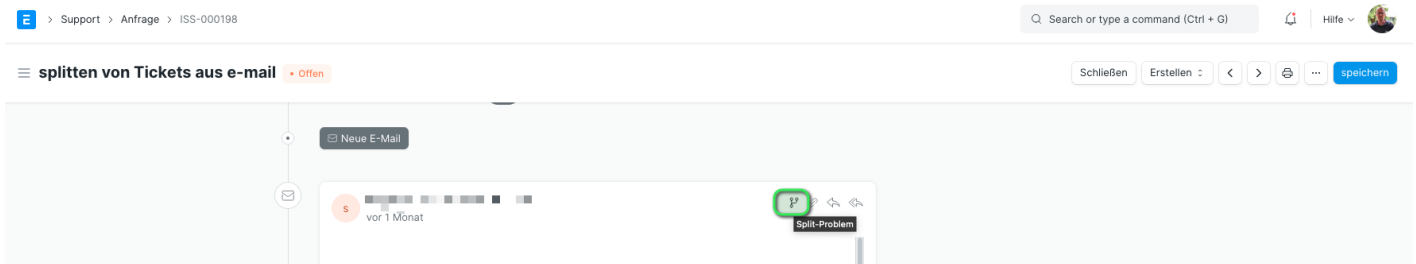 E > Support > Anfrage > ISS-000198
Search or type a command (Ctrl + G)
Hilfe
splitten von Tickets aus e-mail • Offen
Schließen
Erstellen
speichern
Neue E-Mail
s
vor 1 Monat
Split-Problem